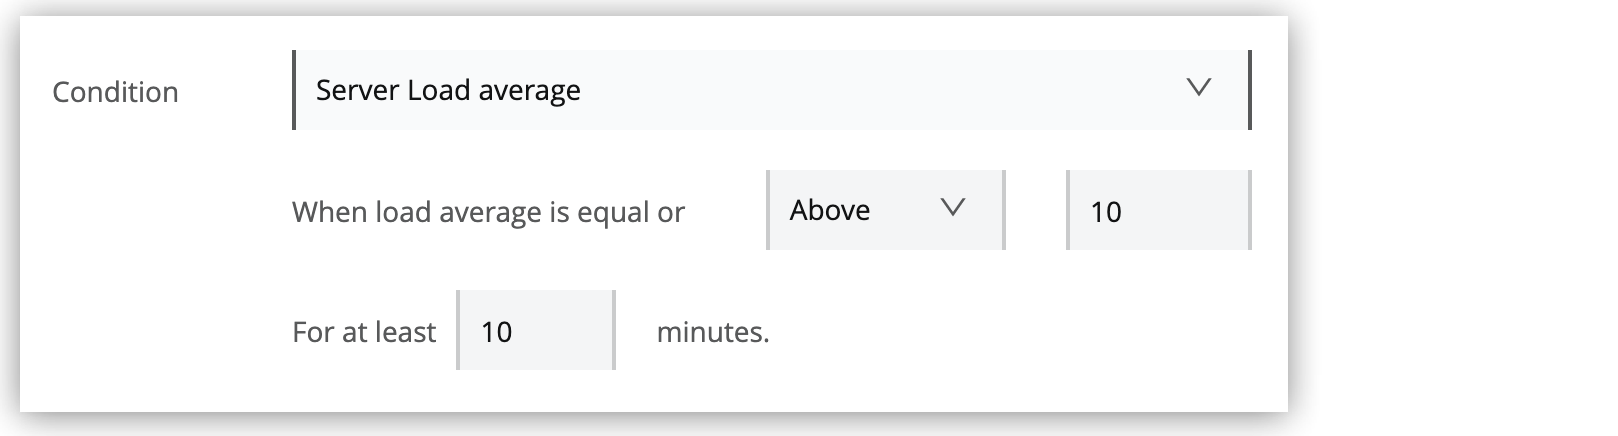 Condition Server Load average
When load average is equal or Above 10
For at least 10 minutes.